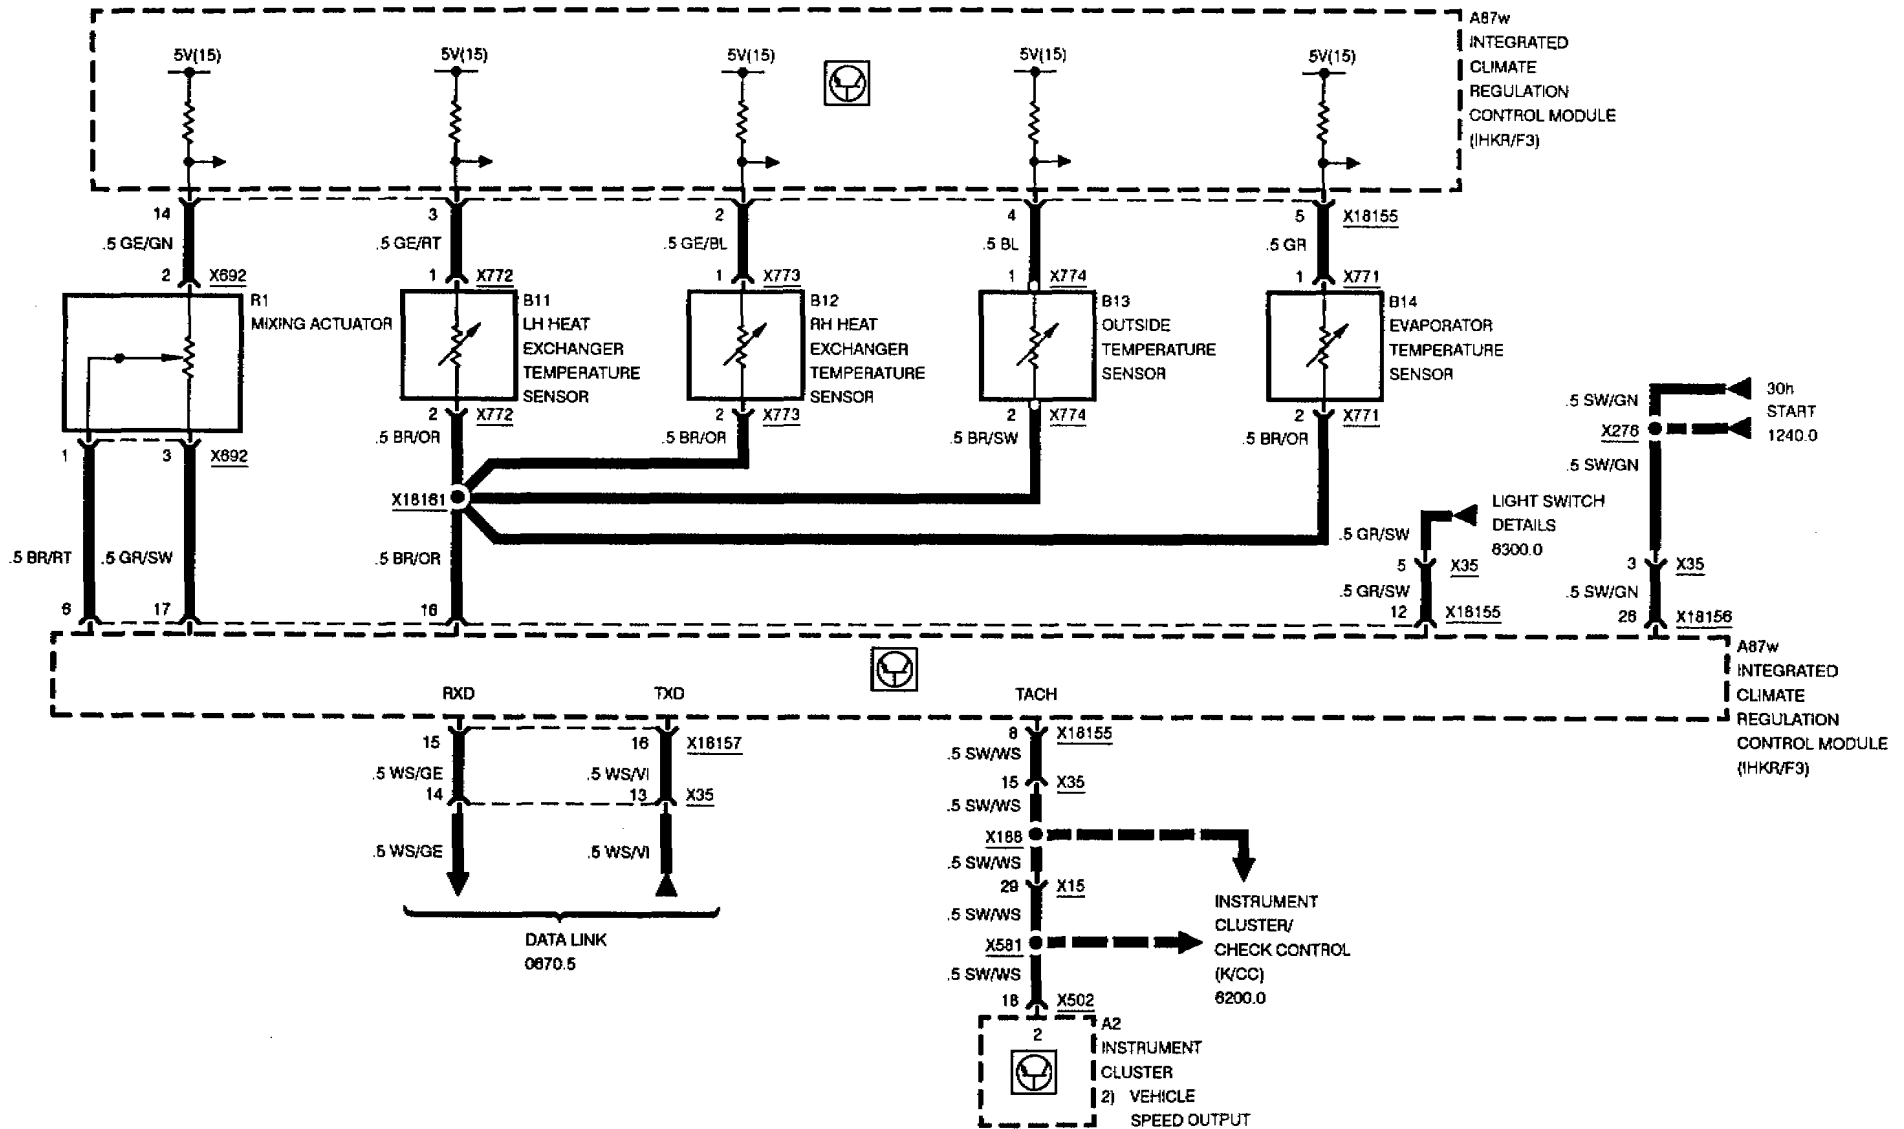 A87w
INTEGRATED
CLIMATE
REGULATION
CONTROL MODULE
(IHKR/F3)
5V(15) 5V(15) 5V(15) 5V(15) 5V(15)
14 3 2 4 5 X18155
.5 GE/GN .5 GE/RT .5 GE/BL .5 BL .5 GR
2 X692 1 X772 1 X773 1 X774 1 X771
R1
MIXING ACTUATOR
B11
LH HEAT
EXCHANGER
TEMPERATURE
SENSOR
B12
RH HEAT
EXCHANGER
TEMPERATURE
SENSOR
B13
OUTSIDE
TEMPERATURE
SENSOR
B14
EVAPORATOR
TEMPERATURE
SENSOR
2 X772 2 X773 2 X774 2 X771
.5 BR/OR .5 BR/OR .5 BR/SW .5 BR/OR
1 3 X692
X18161
.5 BR/RT .5 GR/SW .5 BR/OR
6 17 16
.5 SW/GN
30h
START
1240.0
X276
.5 SW/GN
LIGHT SWITCH
DETAILS
6300.0
.5 GR/SW
5 X35 3 X35
.5 GR/SW .5 SW/GN
12 X18155 26 X18156
A87w
INTEGRATED
CLIMATE
REGULATION
CONTROL MODULE
(IHKR/F3)
RXD TXD TACH
15 16 X18157
.5 WS/GE .5 WS/VI
14 13 X35
.5 WS/GE .5 WS/VI
DATA LINK
0670.5
8 X18155
.5 SW/WS
15 X35
.5 SW/WS
X168
.5 SW/WS
29 X15
.5 SW/WS
X581
.5 SW/WS
18 X502
INSTRUMENT
CLUSTER/
CHECK CONTROL
(K/CC)
6200.0
2
A2
INSTRUMENT
CLUSTER
2) VEHICLE
SPEED OUTPUT